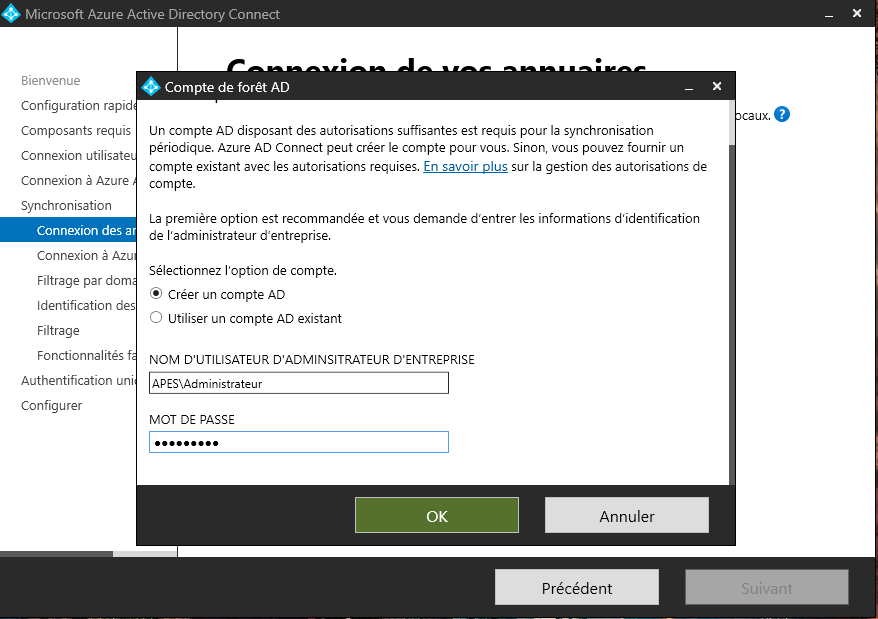 Microsoft Azure Active Directory Connect
Bienvenue
Configuration rapide
Composants requis
Connexion utilisateu
Connexion à Azure A
Synchronisation
Connexion des an
Connexion à Azur
Filtrage par doma
Identification des
Filtrage
Fonctionnalités fa
Authentification uni
Configurer
Connexion de vos annuaires
ocaux.
Compte de forêt AD
Un compte AD disposant des autorisations suffisantes est requis pour la synchronisation
périodique. Azure AD Connect peut créer le compte pour vous. Sinon, vous pouvez fournir un
compte existant avec les autorisations requises. En savoir plus sur la gestion des autorisations de
compte.
La première option est recommandée et vous demande d'entrer les informations d'identification
de l'administrateur d'entreprise.
Sélectionnez l'option de compte.
Créer un compte AD
Utiliser un compte AD existant
NOM D'UTILISATEUR D'ADMINSITRATEUR D'ENTREPRISE
APES\Administrateur
MOT DE PASSE
OK
Annuler
Précédent
Suivant